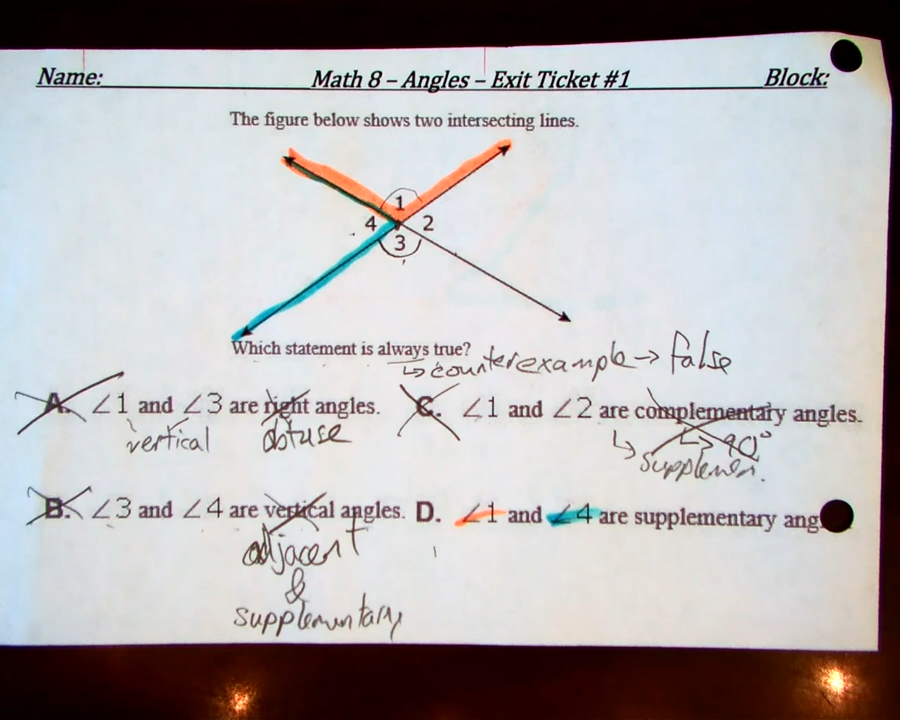 Name: Math 8 – Angles – Exit Ticket #1 Block:
The figure below shows two intersecting lines.
1
4 2
3
Which statement is always true?
↳ counterexample → false
A. ∠1 and ∠3 are right angles.
vertical obtuse
C. ∠1 and ∠2 are complementary angles.
↳ 90°
↳ supplemen.
B. ∠3 and ∠4 are vertical angles.
adjacent
&
supplementary
D. ∠1 and ∠4 are supplementary ang